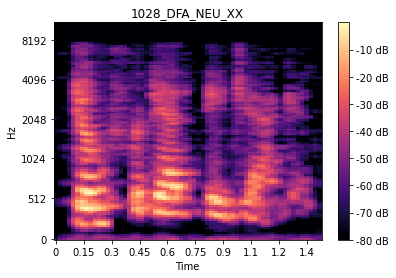 1028_DFA_NEU_XX
8192
4096
2048
1024
512
0
Hz
0 0.15 0.3 0.45 0.6 0.75 0.9 1.1 1.2 1.4
Time
-10 dB
-20 dB
-30 dB
-40 dB
-50 dB
-60 dB
-70 dB
-80 dB